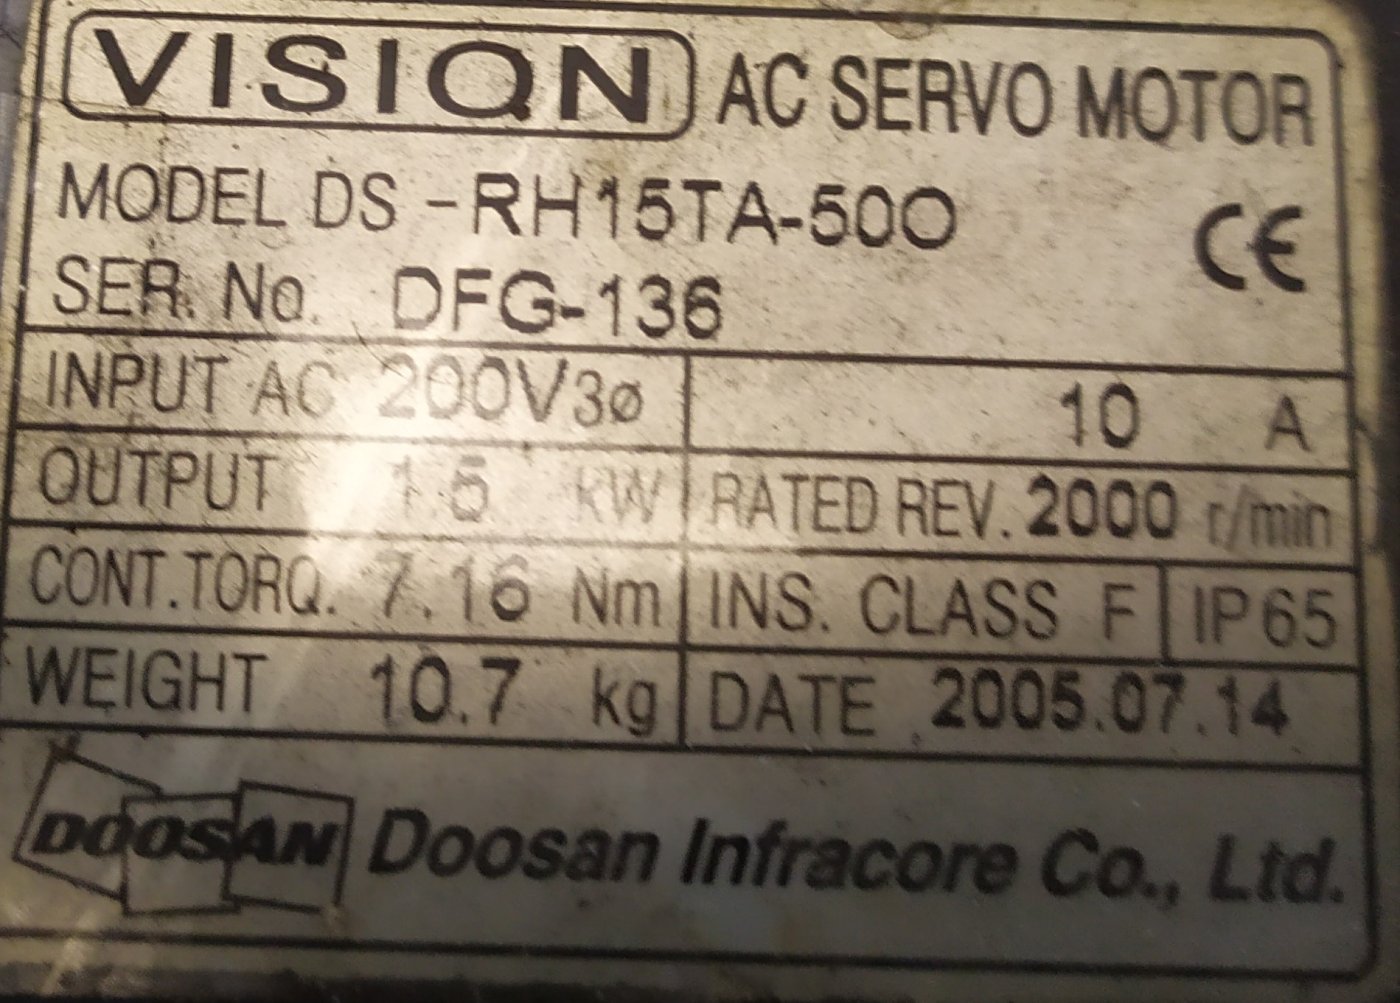 VISION AC SERVO MOTOR
MODEL DS -RH15TA-500
CE
SER. No. DFG-136
INPUT AC 200V3ø 10 A
OUTPUT 1.5 kW RATED REV. 2000 r/min
CONT.TORQ. 7.16 Nm INS. CLASS F IP65
WEIGHT 10.7 kg DATE 2005.07.14
DOOSAN Doosan Infracore Co., Ltd.